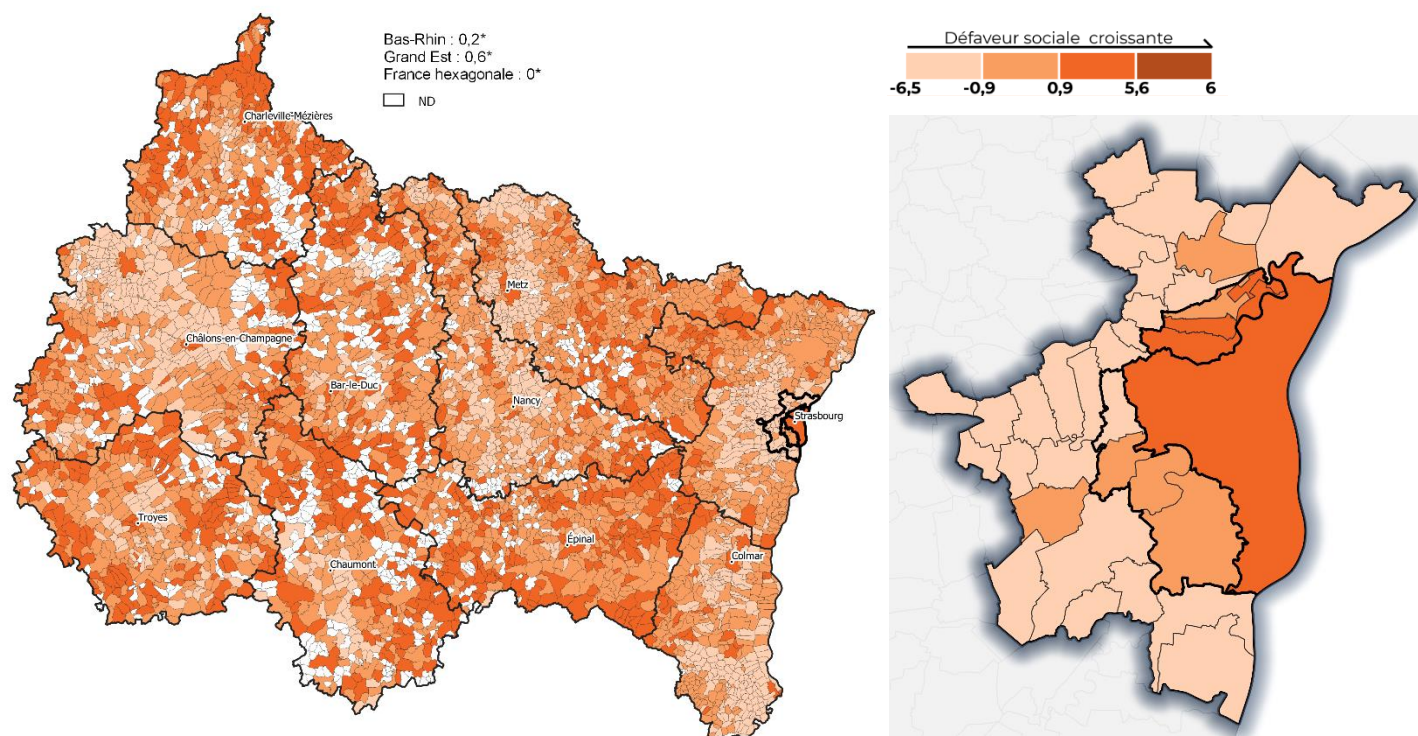 Bas-Rhin : 0,2*
Grand Est : 0,6*
France hexagonale : 0*
ND
Défaveur sociale croissante
-6,5 -0,9 0,9 5,6 6
Charleville-Mézières
Metz
Châlons-en-Champagne
Bar-le-Duc
Nancy
Strasbourg
Troyes
Épinal
Colmar
Chaumont